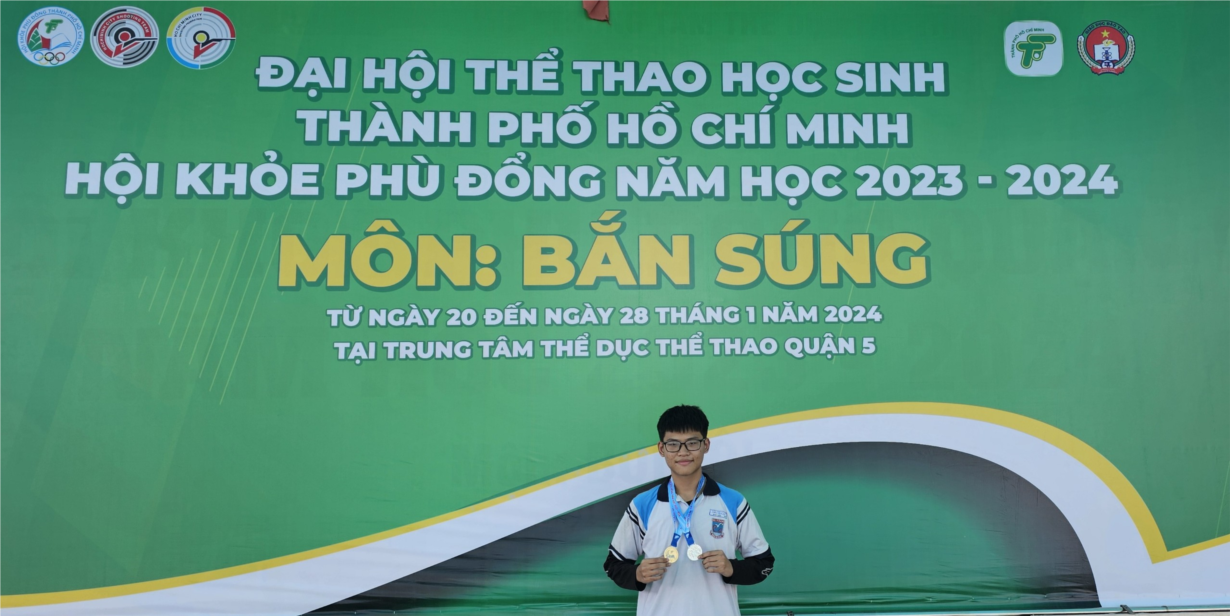 ĐẠI HỘI THỂ THAO HỌC SINH
THÀNH PHỐ HỒ CHÍ MINH
HỘI KHỎE PHÙ ĐỔNG NĂM HỌC 2023 - 2024
MÔN: BẮN SÚNG
TỪ NGÀY 20 ĐẾN NGÀY 28 THÁNG 1 NĂM 2024
TẠI TRUNG TÂM THỂ DỤC THỂ THAO QUẬN 5